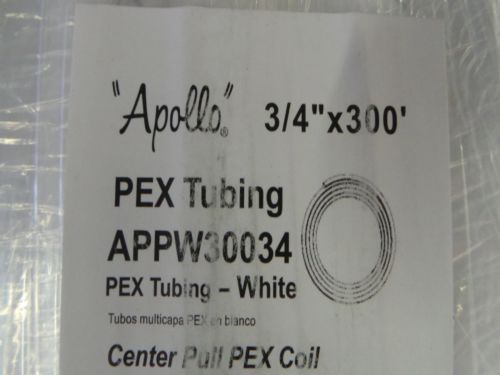 "Apollo"® 3/4"x300'
PEX Tubing
APPW30034
PEX Tubing – White
Tubos multicapa PEX en blanco
Center Pull PEX Coil